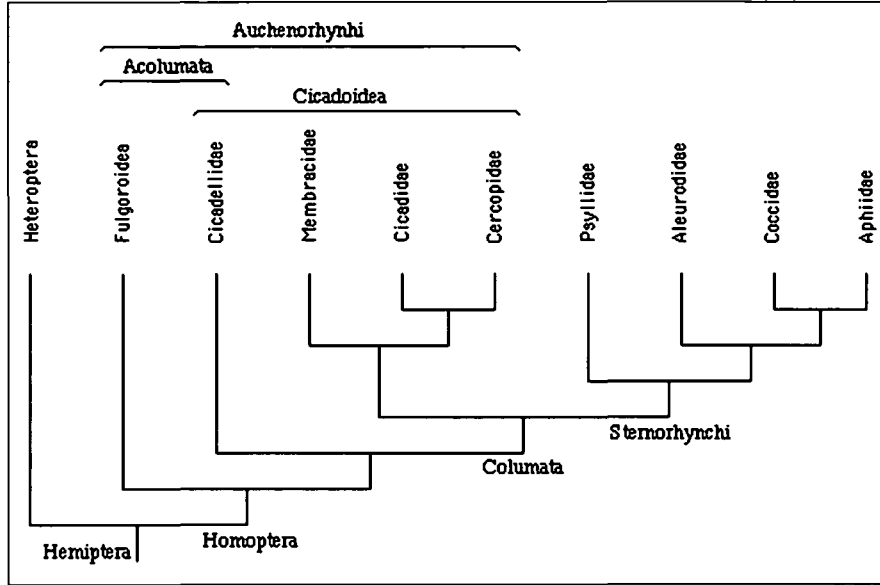 Auchenorhynhi
Acolumata
Cicadoidea
Heteroptera
Fulgoroidea
Cicadellidae
Membracidae
Cicadidae
Cercopidae
Psyllidae
Aleurodidae
Coccidae
Aphiidae
Sternorhynchi
Columata
Homoptera
Hemiptera